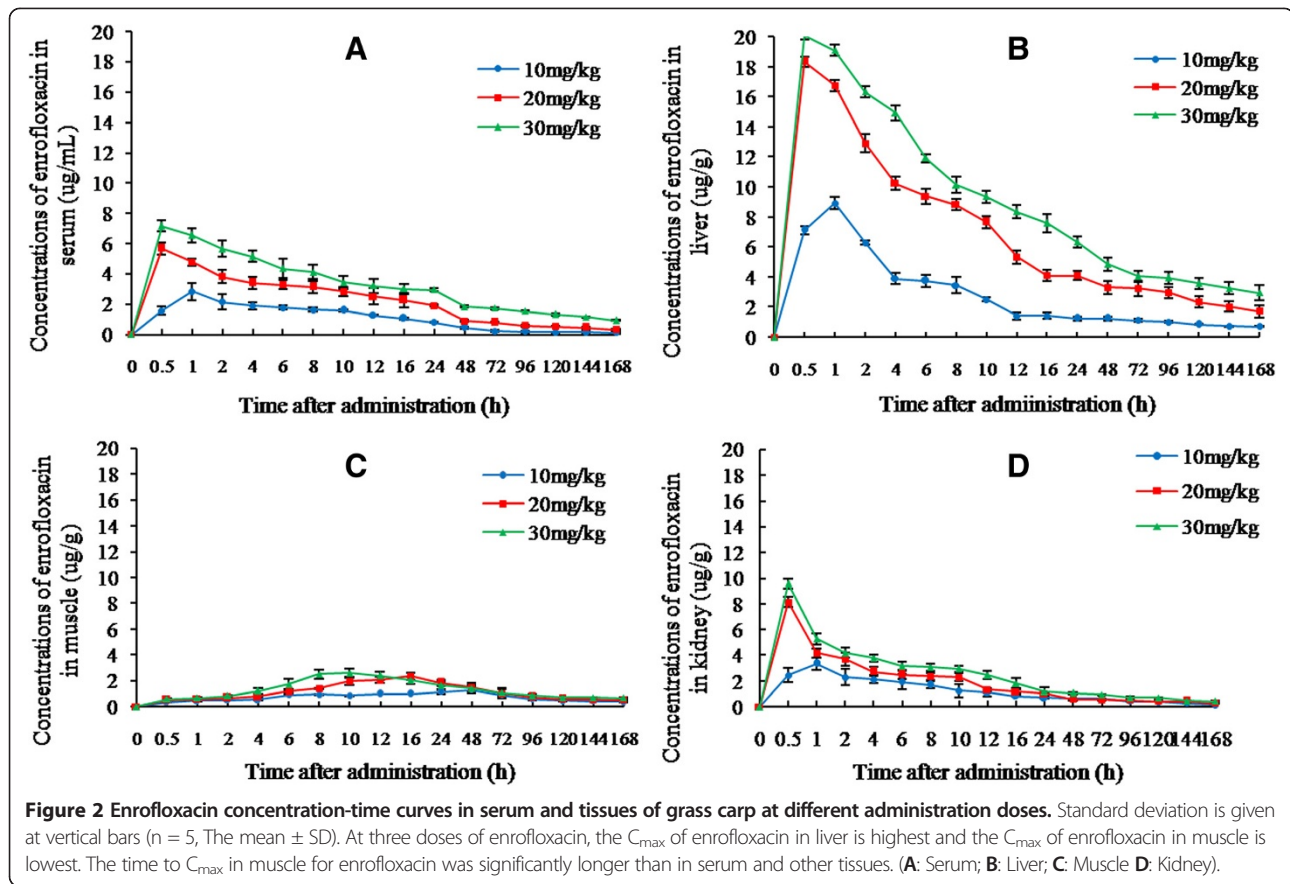 A
Concentrations of enrofloxacin in
serum (ug/mL)
20
18
16
14
12
10
8
6
4
2
0
10mg/kg
20mg/kg
30mg/kg
0 0.5 1 2 4 6 8 10 12 16 24 48 72 96 120 144 168
Time after administration (h)
B
Concentrations of enrofloxacin in
liver (ug/g)
20
18
16
14
12
10
8
6
4
2
0
10mg/kg
20mg/kg
30mg/kg
0 0.5 1 2 4 6 8 10 12 16 24 48 72 96 120 144 168
Time after admiinistration (h)
C
Concentrations of enrofloxacin
in muscle (ug/g)
20
18
16
14
12
10
8
6
4
2
0
10mg/kg
20mg/kg
30mg/kg
0 0.5 1 2 4 6 8 10 12 16 24 48 72 96 120 144 168
Time after administration (h)
D
Concentrations of enrofloxacin
in kidney (ug/g)
20
18
16
14
12
10
8
6
4
2
0
10mg/kg
20mg/kg
30mg/kg
0 0.5 1 2 4 6 8 10 12 16 24 48 72 96 120 144 168
Time after administration (h)
Figure 2 Enrofloxacin concentration-time curves in serum and tissues of grass carp at different administration doses. Standard deviation is given
at vertical bars (n = 5, The mean ± SD). At three doses of enrofloxacin, the Cmax of enrofloxacin in liver is highest and the Cmax of enrofloxacin in muscle is
lowest. The time to Cmax in muscle for enrofloxacin was significantly longer than in serum and other tissues. (A: Serum; B: Liver; C: Muscle D: Kidney).